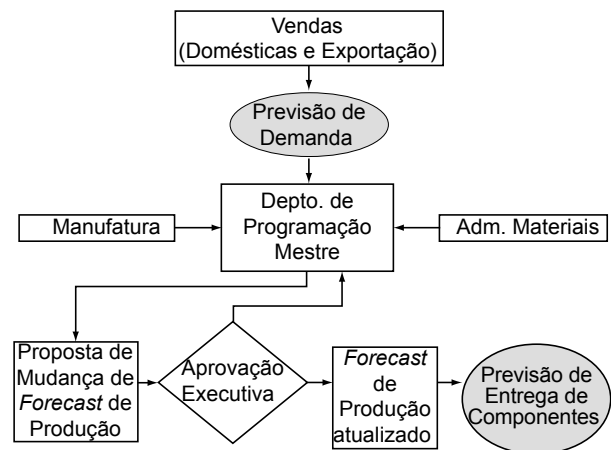 Vendas
(Domésticas e Exportação)
Previsão de
Demanda
Depto. de
Programação
Mestre
Manufatura
Adm. Materiais
Proposta de
Mudança de
Forecast de
Produção
Aprovação
Executiva
Forecast
de
Produção
atualizado
Previsão de
Entrega de
Componentes